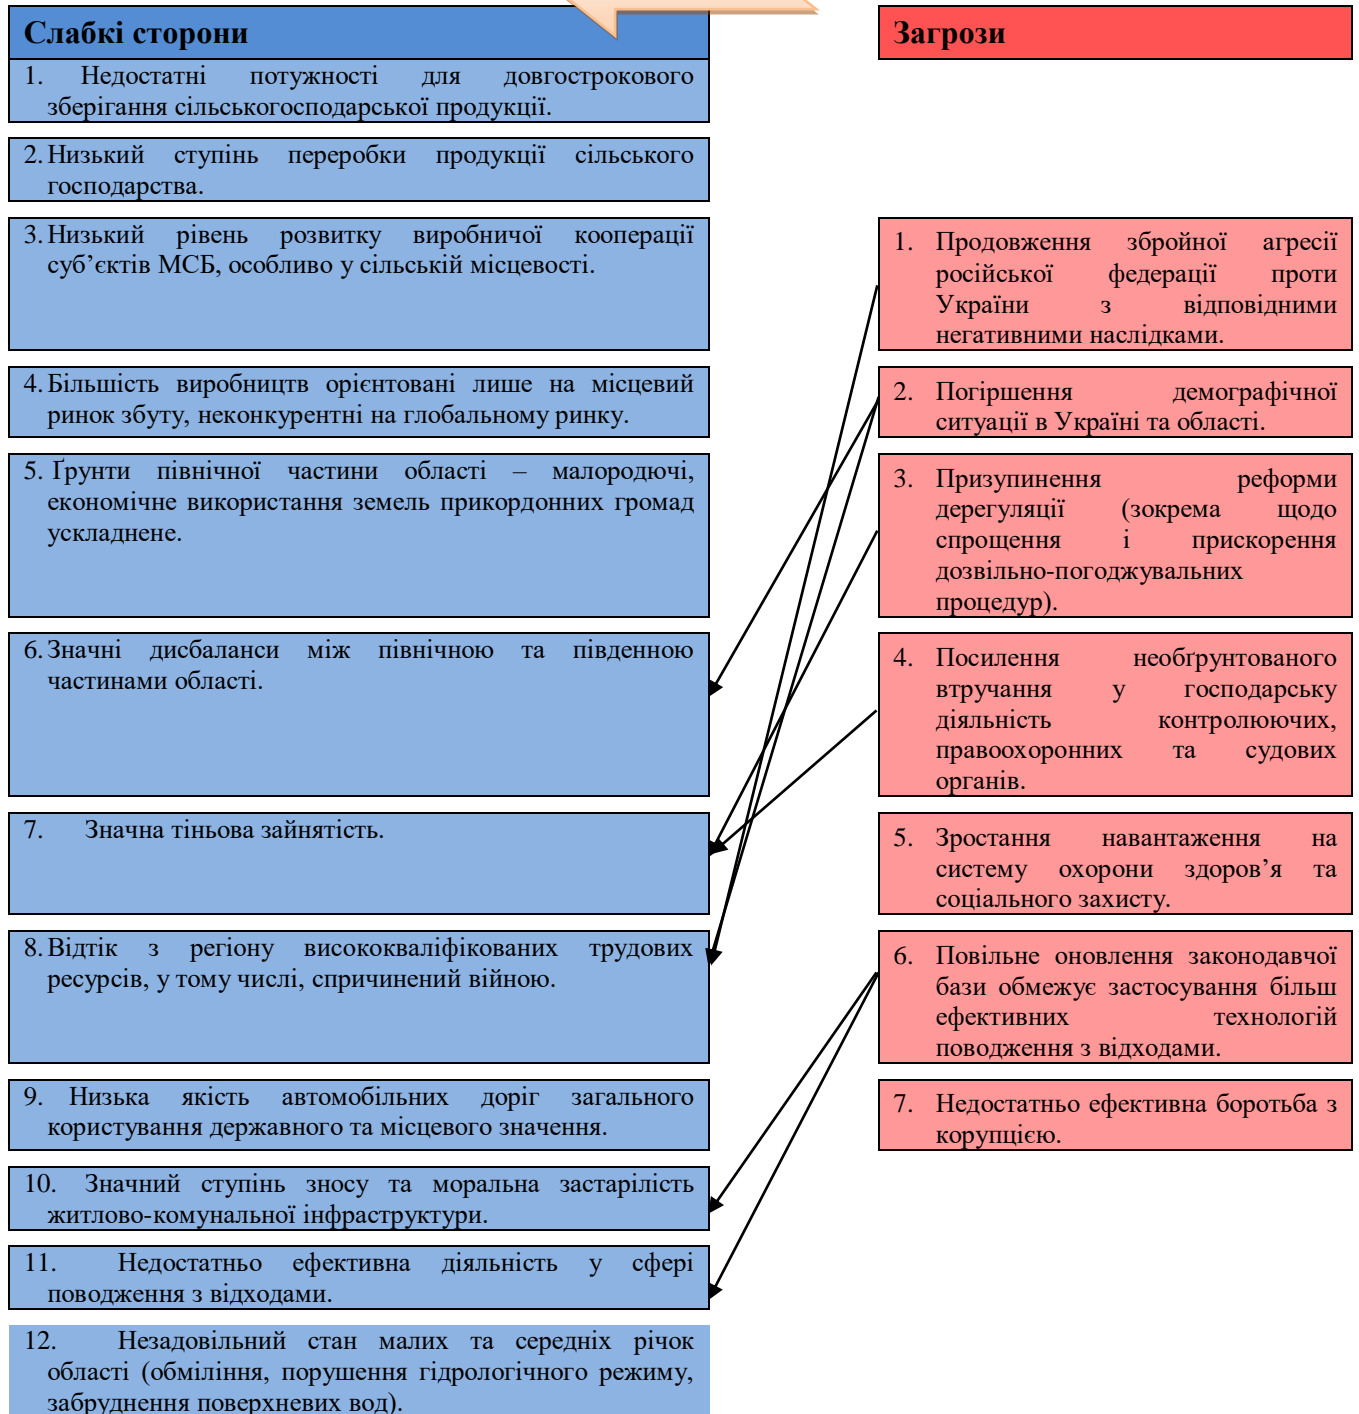 Слабкі сторони
1. Недостатні потужності для довгострокового
зберігання сільськогосподарської продукції.
2. Низький ступінь переробки продукції сільського
господарства.
3. Низький рівень розвитку виробничої кооперації
суб’єктів МСБ, особливо у сільській місцевості.
4. Більшість виробництв орієнтовані лише на місцевий
ринок збуту, неконкурентні на глобальному ринку.
5. Ґрунти північної частини області – малородючі,
економічне використання земель прикордонних громад
ускладнене.
6. Значні дисбаланси між північною та південною
частинами області.
7. Значна тіньова зайнятість.
8. Відтік з регіону висококваліфікованих трудових
ресурсів, у тому числі, спричинений війною.
9. Низька якість автомобільних доріг загального
користування державного та місцевого значення.
10. Значний ступінь зносу та моральна застарілість
житлово-комунальної інфраструктури.
11. Недостатньо ефективна діяльність у сфері
поводження з відходами.
12. Незадовільний стан малих та середніх річок
області (обміління, порушення гідрологічного режиму,
забруднення поверхневих вод).
Загрози
1. Продовження збройної агресії
російської федерації проти
України з відповідними
негативними наслідками.
2. Погіршення демографічної
ситуації в Україні та області.
3. Призупинення реформи
дерегуляції (зокрема щодо
спрощення і прискорення
дозвільно-погоджувальних
процедур).
4. Посилення необґрунтованого
втручання у господарську
діяльність контролюючих,
правоохоронних та судових
органів.
5. Зростання навантаження на
систему охорони здоров’я та
соціального захисту.
6. Повільне оновлення законодавчої
бази обмежує застосування більш
ефективних технологій
поводження з відходами.
7. Недостатньо ефективна боротьба з
корупцією.